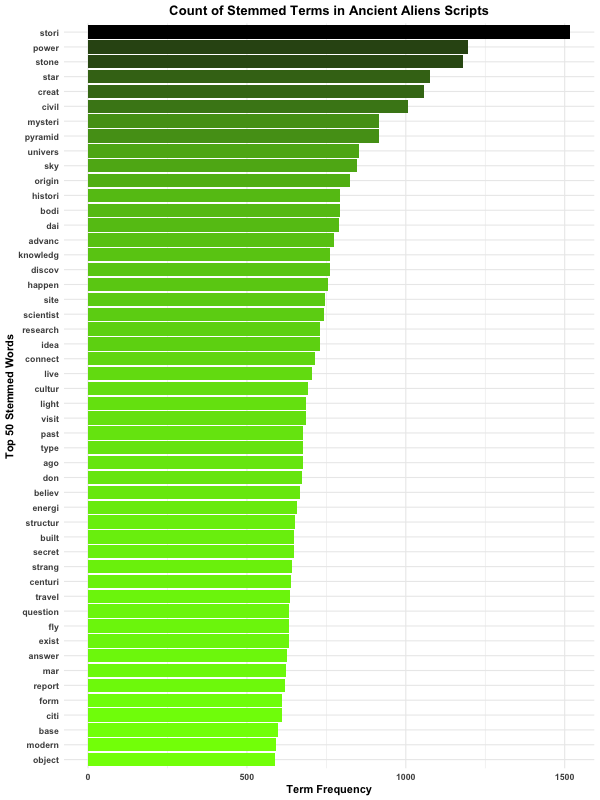 Count of Stemmed Terms in Ancient Aliens Scripts
Top 50 Stemmed Words
stori
power
stone
star
creat
civil
mysteri
pyramid
univers
sky
origin
histori
bodi
dai
advanc
knowledg
discov
happen
site
scientist
research
idea
connect
live
cultur
light
visit
past
type
ago
don
believ
energi
structur
built
secret
strang
centuri
travel
question
fly
exist
answer
mar
report
form
citi
base
modern
object
0 500 1000 1500
Term Frequency